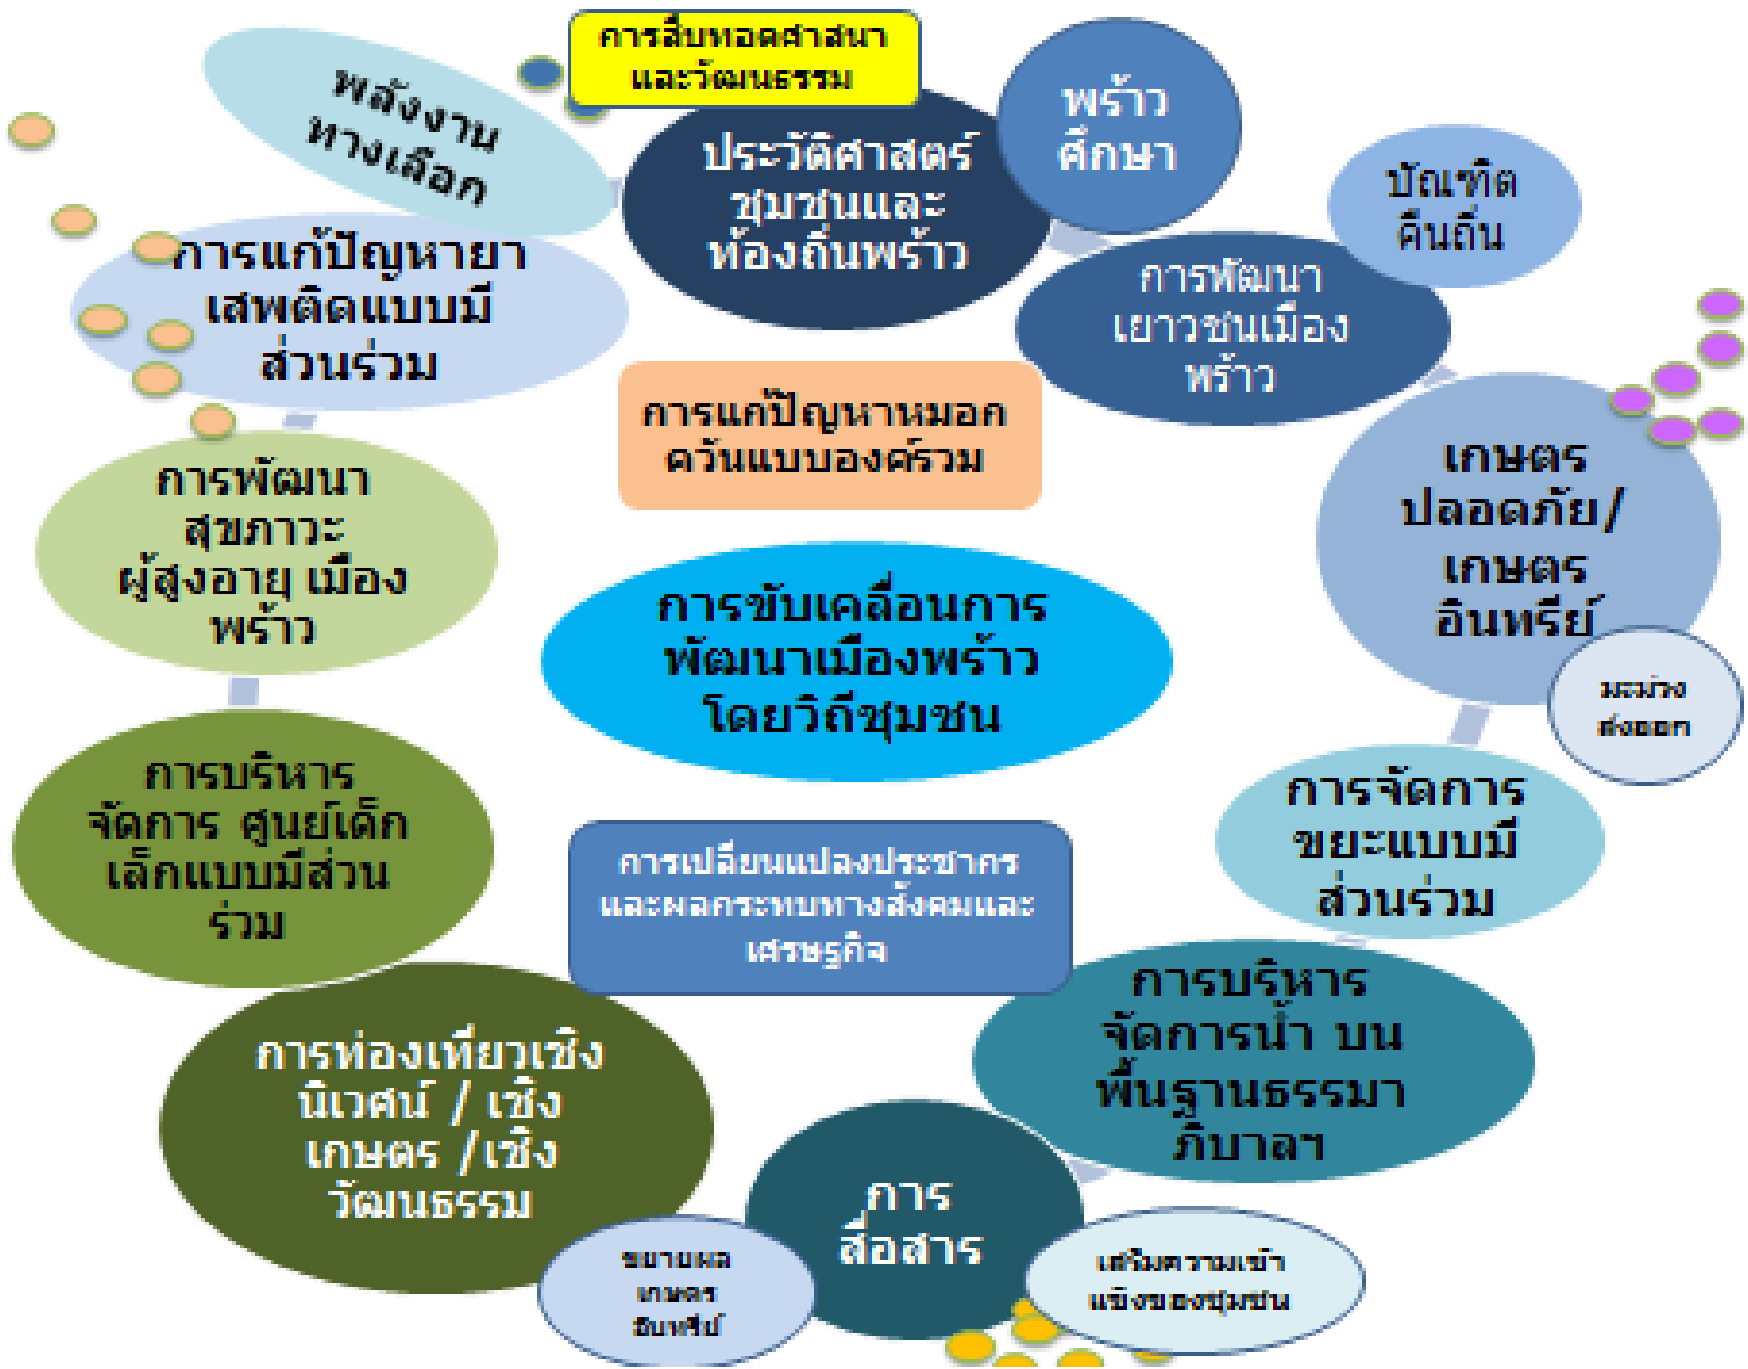 การสืบทอดศาสนา
และวัฒนธรรม
พลังงาน
ทางเลือก
ประวัติศาสตร์
ชุมชนและ
ท้องถิ่นพร้าว
พร้าว
ศึกษา
บัณฑิต
คืนถิ่น
การแก้ปัญหายา
เสพติดแบบมี
ส่วนร่วม
การพัฒนา
เยาวชนเมือง
พร้าว
การแก้ปัญหาหมอก
ควันแบบองค์รวม
เกษตร
ปลอดภัย/
เกษตร
อินทรีย์
การพัฒนา
สุขภาวะ
ผู้สูงอายุ เมือง
พร้าว
การขับเคลื่อนการ
พัฒนาเมืองพร้าว
โดยวิถีชุมชน
มะม่วง
ส่งออก
การบริหาร
จัดการ ศูนย์เด็ก
เล็กแบบมีส่วน
ร่วม
การจัดการ
ขยะแบบมี
ส่วนร่วม
การเปลี่ยนแปลงประชากร
และผลกระทบทางสังคมและ
เศรษฐกิจ
การบริหาร
จัดการน้ำ บน
พื้นฐานธรรมา
ภิบาลฯ
การท่องเที่ยวเชิง
นิเวศน์ / เชิง
เกษตร /เชิง
วัฒนธรรม
การ
สื่อสาร
ขยายผล
เกษตร
อินทรีย์
เสริมความเข้า
แข็งของชุมชน